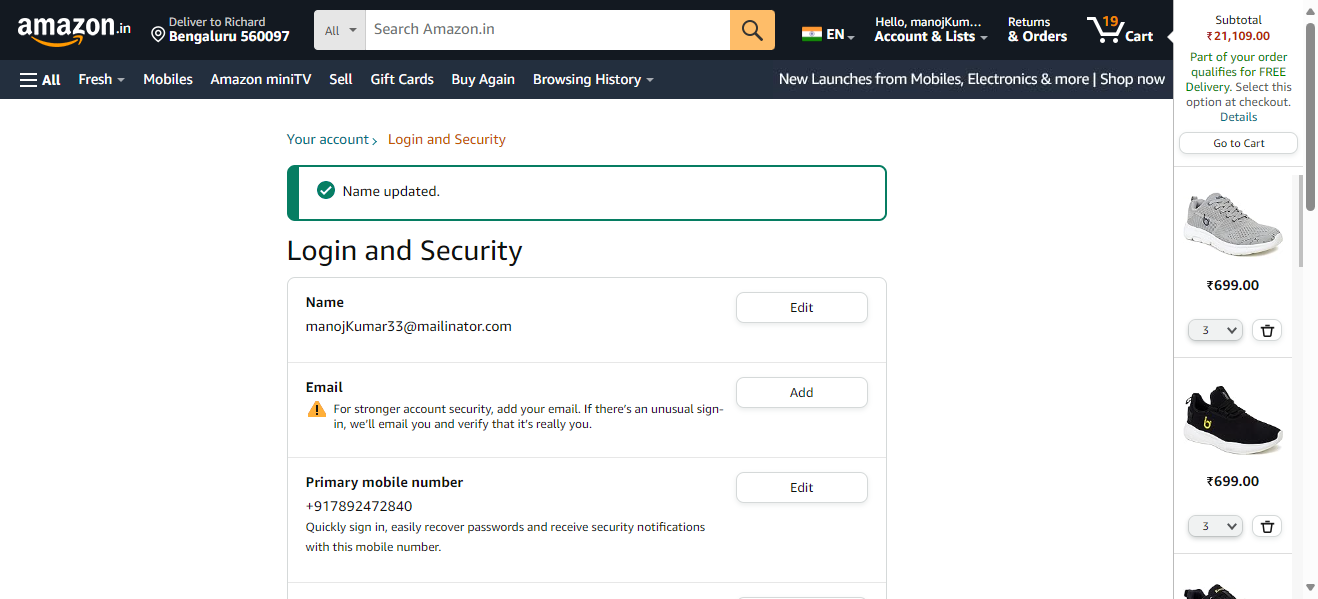 amazon.in
Deliver to Richard
Bengaluru 560097
All
Search Amazon.in
EN
Hello, manojKum...
Account & Lists
Returns
& Orders
19
Cart
All
Fresh
Mobiles
Amazon miniTV
Sell
Gift Cards
Buy Again
Browsing History
New Launches from Mobiles, Electronics & more | Shop now
Subtotal
₹21,109.00
Part of your order
qualifies for FREE
Delivery. Select this
option at checkout.
Details
Go to Cart
₹699.00
3
₹699.00
3
Your account ›
Login and Security
Name updated.
Login and Security
Name
manojKumar33@mailinator.com
Edit
Email
For stronger account security, add your email. If there's an unusual sign-
in, we'll email you and verify that it's really you.
Add
Primary mobile number
+917892472840
Quickly sign in, easily recover passwords and receive security notifications
with this mobile number.
Edit